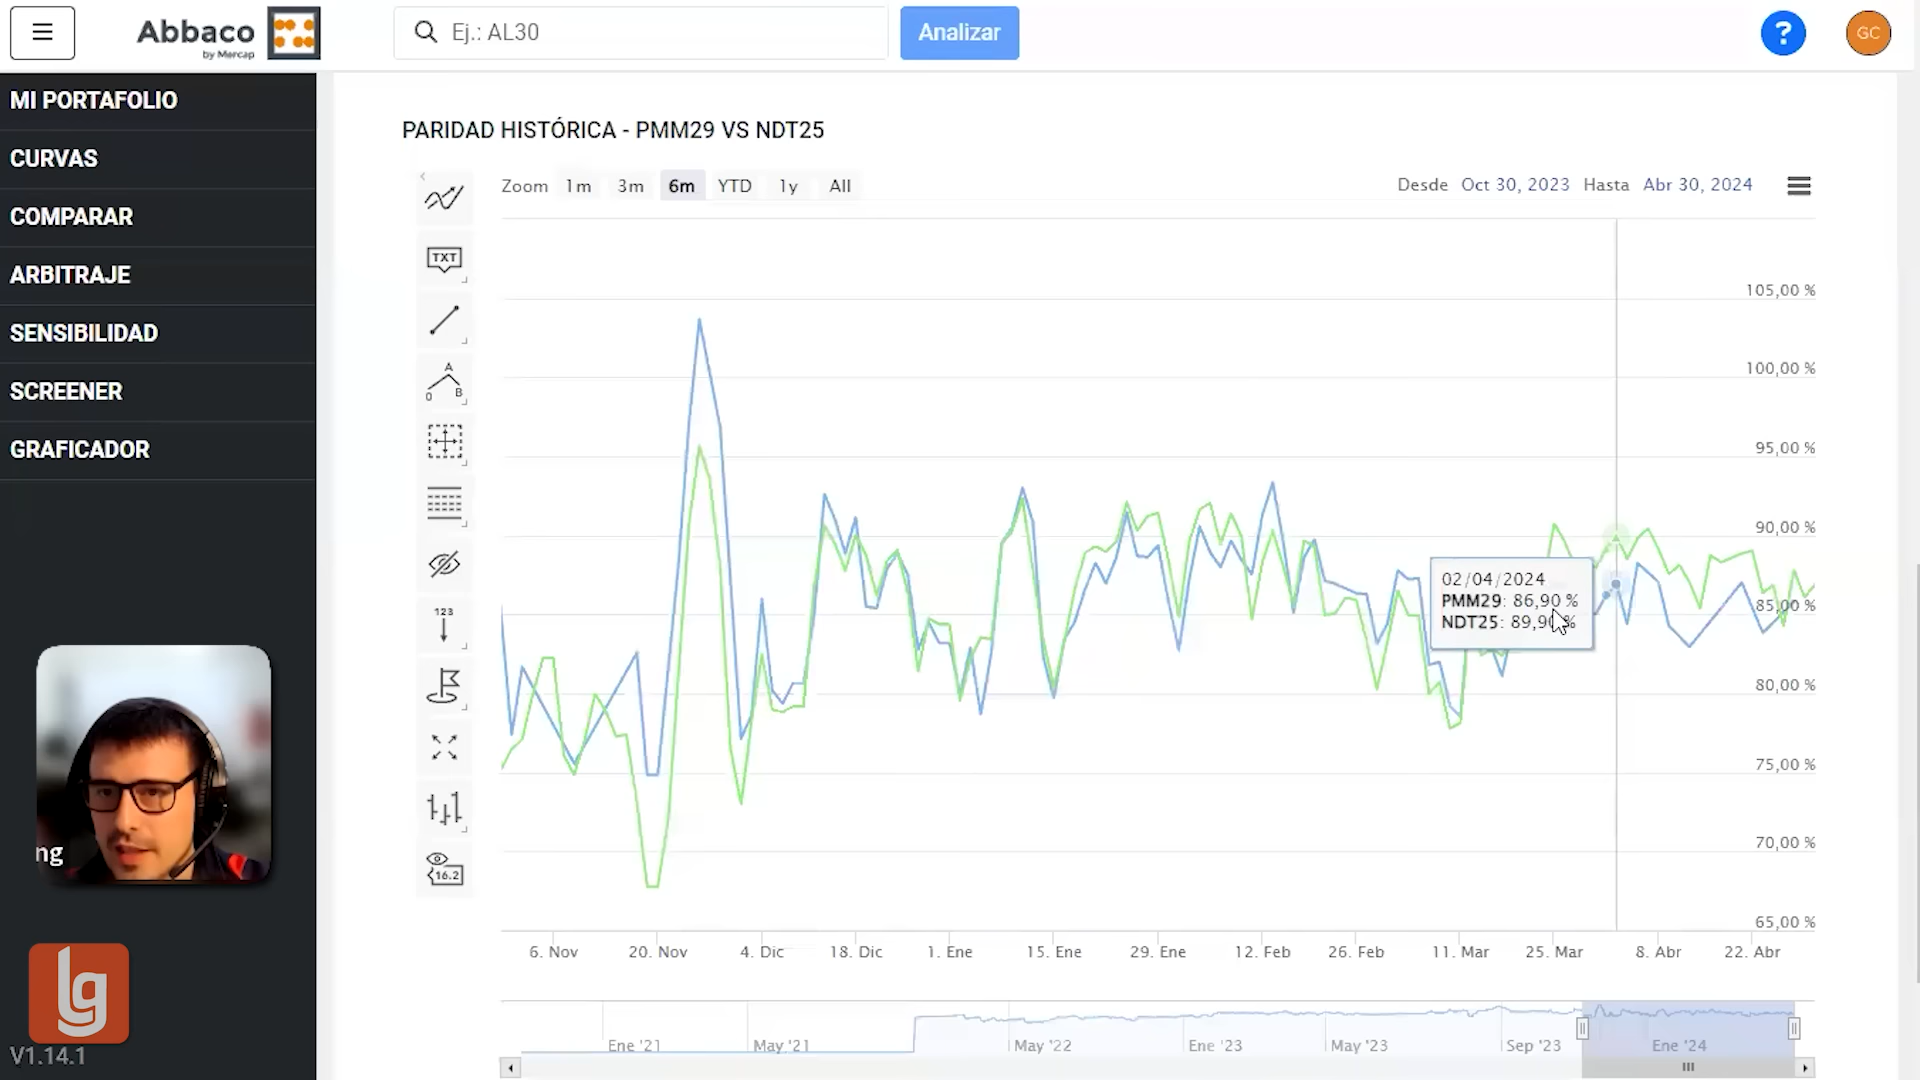 Abbaco
by Mercap
Ej.: AL30
Analizar
?
GC
MI PORTAFOLIO
CURVAS
COMPARAR
ARBITRAJE
SENSIBILIDAD
SCREENER
GRAFICADOR
PARIDAD HISTÓRICA - PMM29 VS NDT25
Zoom 1m 3m 6m YTD 1y All
Desde Oct 30, 2023 Hasta Abr 30, 2024
TXT
A
0 B
123
16.2
105,00 %
100,00 %
95,00 %
90,00 %
85,00 %
80,00 %
75,00 %
70,00 %
65,00 %
02/04/2024
PMM29: 86,90 %
NDT25: 89,90 %
6. Nov 20. Nov 4. Dic 18. Dic 1. Ene 15. Ene 29. Ene 12. Feb 26. Feb 11. Mar 25. Mar 8. Abr 22. Abr
Ene '21 May '21 May '22 Ene '23 May '23 Sep '23 Ene '24
ng
lg
V1.14.1